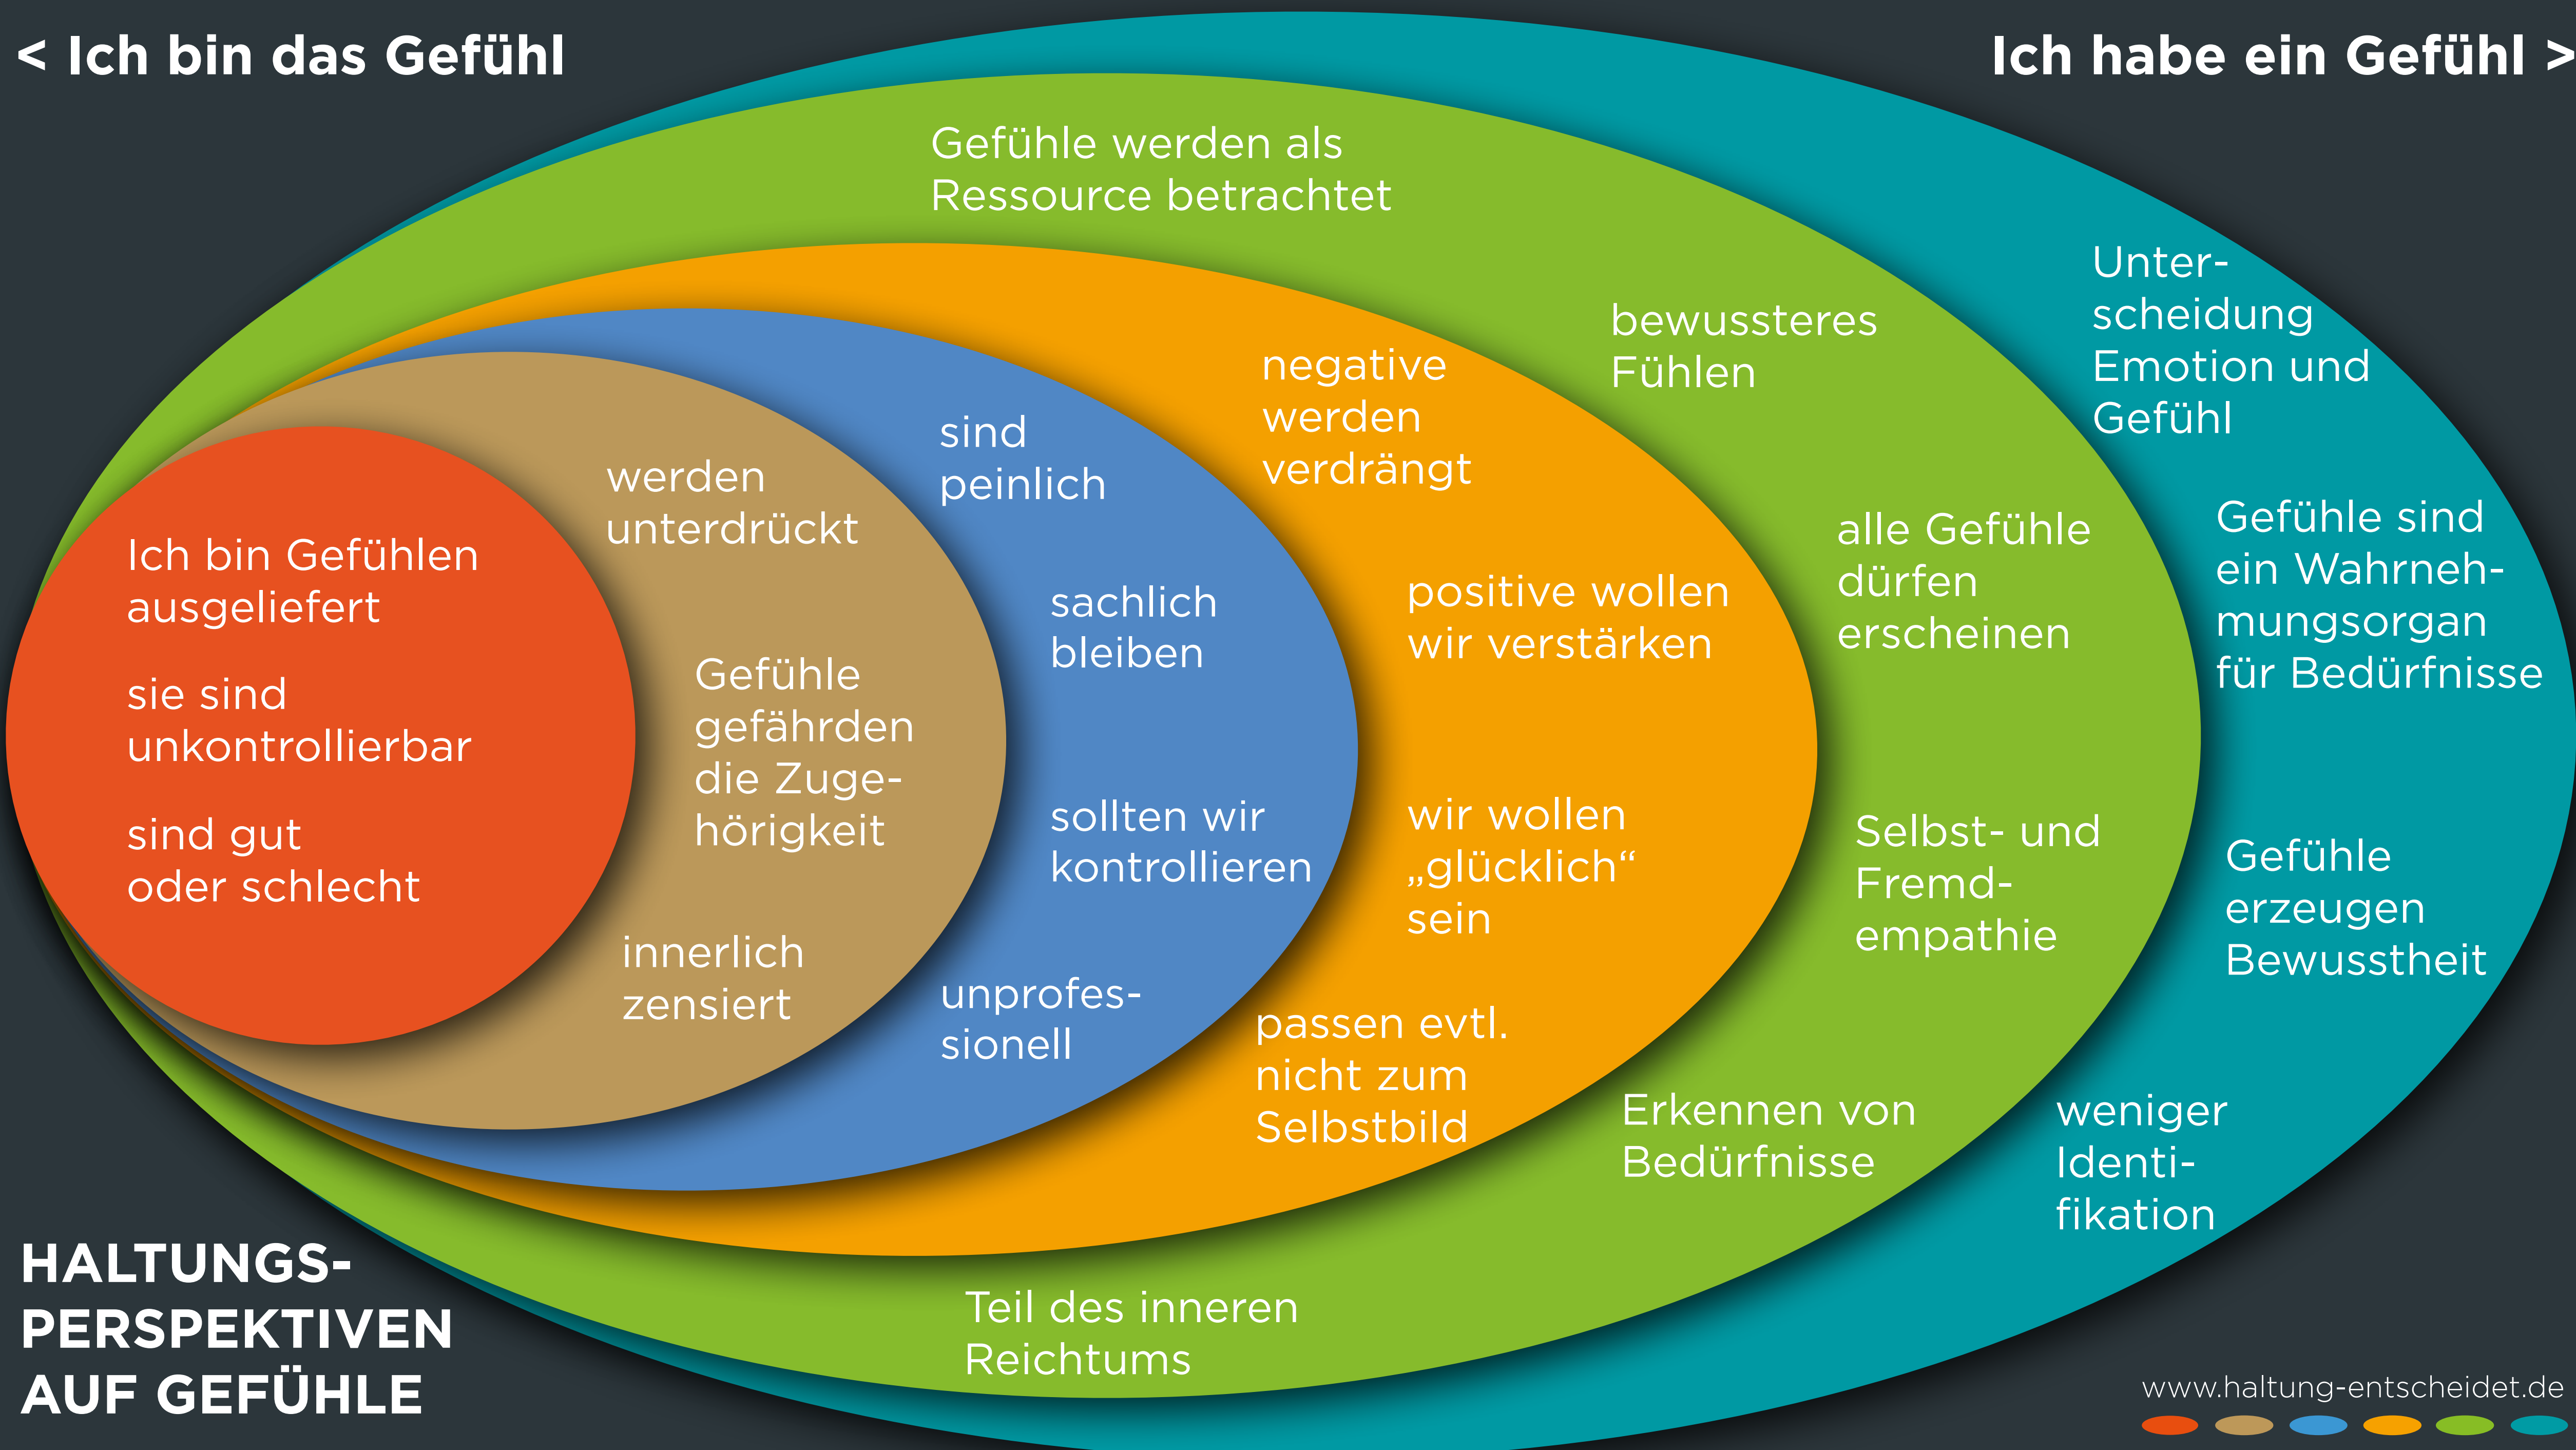 < Ich bin das Gefühl
Ich habe ein Gefühl >
Ich bin Gefühlen
ausgeliefert
sie sind
unkontrollierbar
sind gut
oder schlecht
werden
unterdrückt
Gefühle
gefährden
die Zuge-
hörigkeit
innerlich
zensiert
sind
peinlich
sachlich
bleiben
sollten wir
kontrollieren
unprofes-
sionell
negative
werden
verdrängt
positive wollen
wir verstärken
wir wollen
„glücklich“
sein
passen evtl.
nicht zum
Selbstbild
Gefühle werden als
Ressource betrachtet
bewussteres
Fühlen
alle Gefühle
dürfen
erscheinen
Selbst- und
Fremd-
empathie
Erkennen von
Bedürfnisse
Teil des inneren
Reichtums
Unter-
scheidung
Emotion und
Gefühl
Gefühle sind
ein Wahrneh-
mungsorgan
für Bedürfnisse
Gefühle
erzeugen
Bewusstheit
weniger
Identi-
fikation
HALTUNGS-
PERSPEKTIVEN
AUF GEFÜHLE
www.haltung-entscheidet.de